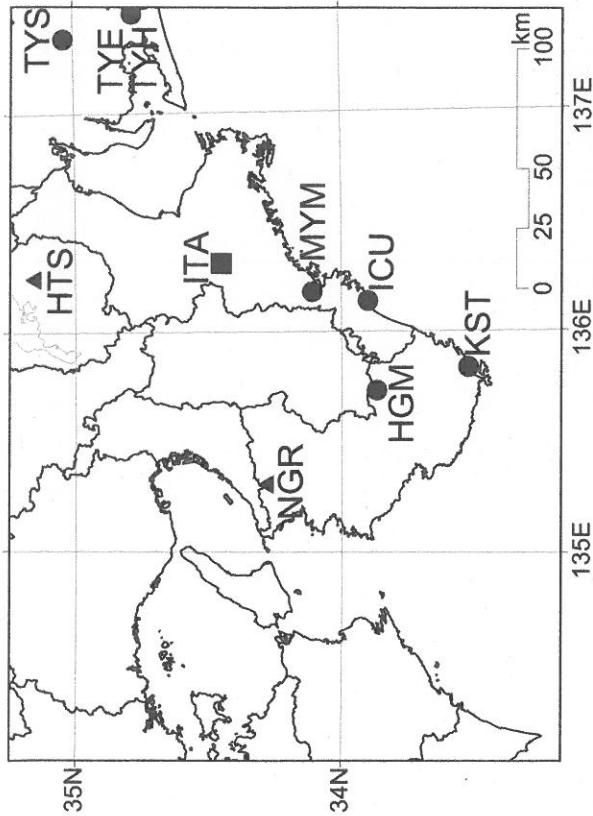 TYS
TYE
TYH
km
100
50
25
0
HTS
ITA
MYM
ICU
KST
HGM
NGR
35N
34N
137E
136E
135E